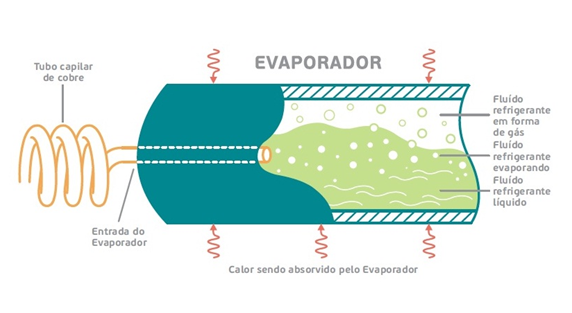 EVAPORADOR
Tubo capilar
de cobre
Fluído
refrigerante
em forma
de gás
Fluído
refrigerante
evaporando
Fluído
refrigerante
líquido
Entrada do
Evaporador
Calor sendo absorvido pelo Evaporador